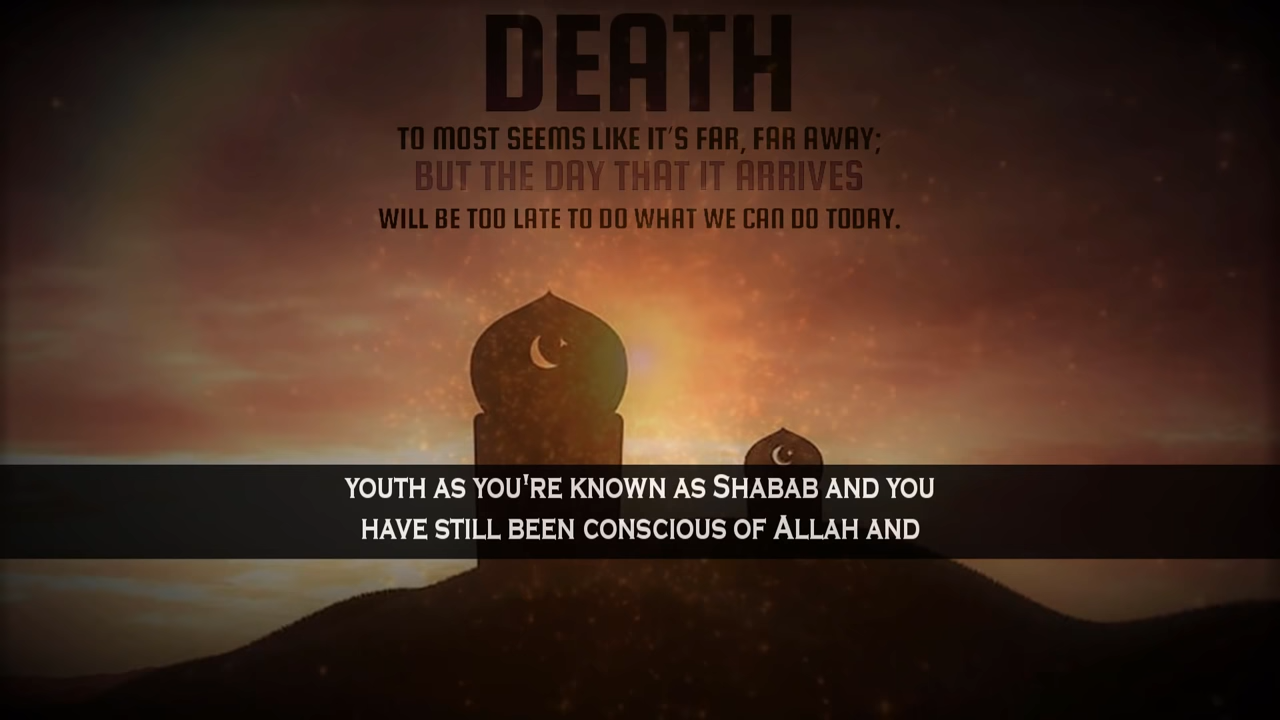 DEATH
TO MOST SEEMS LIKE IT'S FAR, FAR AWAY;
BUT THE DAY THAT IT ARRIVES
WILL BE TOO LATE TO DO WHAT WE CAN DO TODAY.
YOUTH AS YOU'RE KNOWN AS SHABAB AND YOU
HAVE STILL BEEN CONSCIOUS OF ALLAH AND